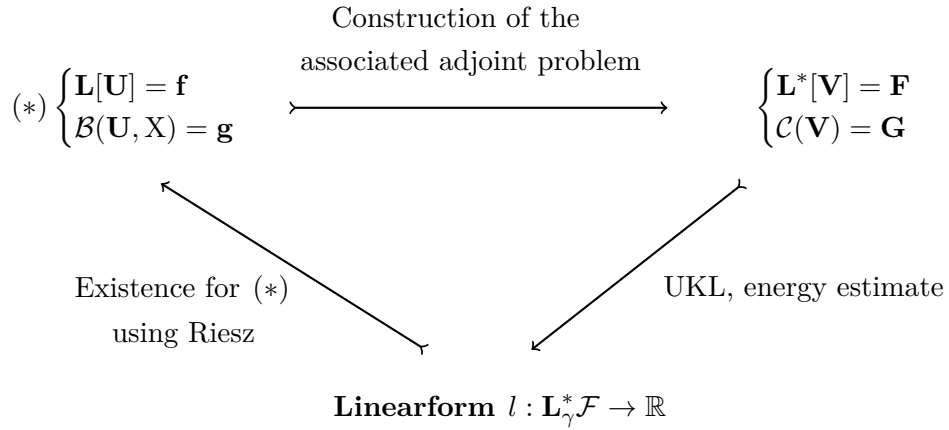 Construction of the
associated adjoint problem
(∗) { L[U] = f
B(U, X) = g
{ L*[V] = F
C(V) = G
Existence for (∗)
using Riesz
UKL, energy estimate
Linearform l : L*_γ F → ℝ